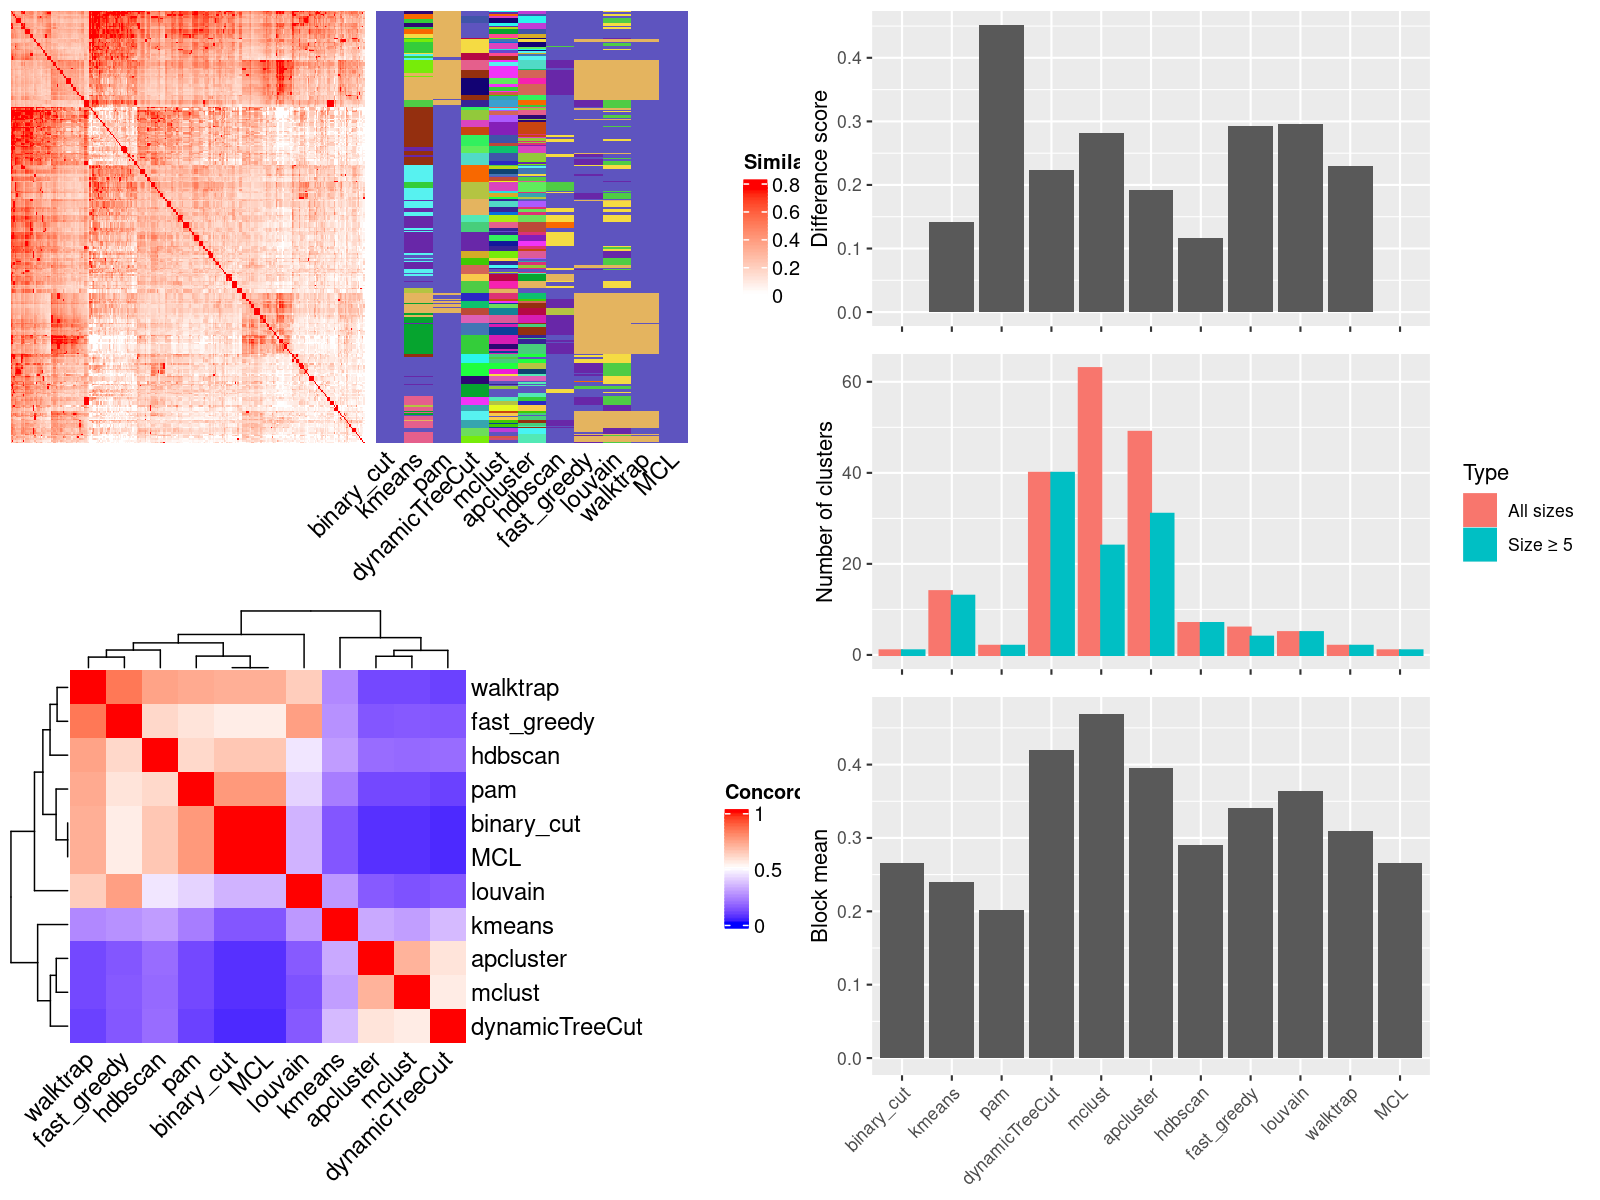 Simila
0.8
0.6
0.4
0.2
0
binary_cut
kmeans
pam
dynamicTreeCut
mclust
apcluster
hdbscan
fast_greedy
louvain
walktrap
MCL
walktrap
fast_greedy
hdbscan
pam
binary_cut
MCL
louvain
kmeans
apcluster
mclust
dynamicTreeCut
walktrap
fast_greedy
hdbscan
pam
binary_cut
MCL
louvain
kmeans
apcluster
mclust
dynamicTreeCut
Concord
1
0.5
0
Difference score
0.4
0.3
0.2
0.1
0.0
Number of clusters
60
40
20
0
Type
All sizes
Size ≥ 5
Block mean
0.4
0.3
0.2
0.1
0.0
binary_cut
kmeans
pam
dynamicTreeCut
mclust
apcluster
hdbscan
fast_greedy
louvain
walktrap
MCL